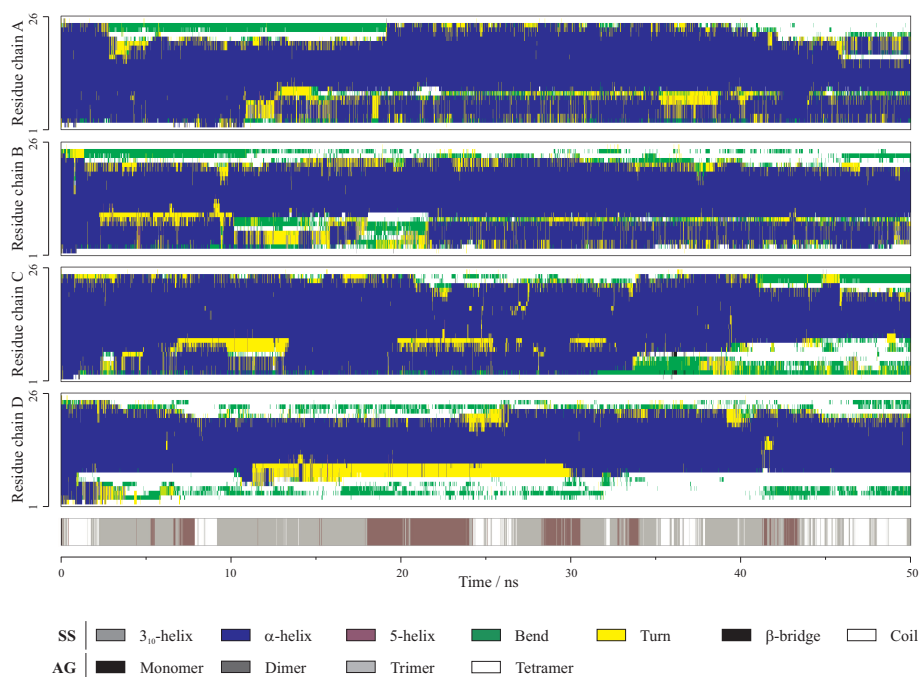 Residue chain A
26
1
Residue chain B
26
1
Residue chain C
26
1
Residue chain D
26
1
0 10 20 30 40 50
Time / ns
SS 3₁₀-helix α-helix 5-helix Bend Turn β-bridge Coil
AG Monomer Dimer Trimer Tetramer